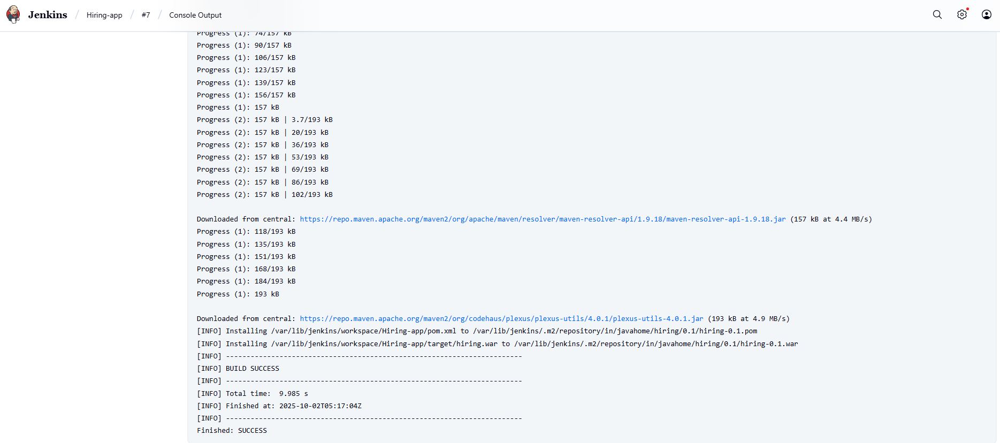 Jenkins / Hiring-app / #7 / Console Output
Progress (1): 74/157 kB
Progress (1): 90/157 kB
Progress (1): 106/157 kB
Progress (1): 123/157 kB
Progress (1): 139/157 kB
Progress (1): 156/157 kB
Progress (1): 157 kB
Progress (2): 157 kB | 3.7/193 kB
Progress (2): 157 kB | 20/193 kB
Progress (2): 157 kB | 36/193 kB
Progress (2): 157 kB | 53/193 kB
Progress (2): 157 kB | 69/193 kB
Progress (2): 157 kB | 86/193 kB
Progress (2): 157 kB | 102/193 kB
Downloaded from central: https://repo.maven.apache.org/maven2/org/apache/maven/resolver/maven-resolver-api/1.9.18/maven-resolver-api-1.9.18.jar (157 kB at 4.4 MB/s)
Progress (1): 118/193 kB
Progress (1): 135/193 kB
Progress (1): 151/193 kB
Progress (1): 168/193 kB
Progress (1): 184/193 kB
Progress (1): 193 kB
Downloaded from central: https://repo.maven.apache.org/maven2/org/codehaus/plexus/plexus-utils/4.0.1/plexus-utils-4.0.1.jar (193 kB at 4.9 MB/s)
[INFO] Installing /var/lib/jenkins/workspace/Hiring-app/pom.xml to /var/lib/jenkins/.m2/repository/in/javahome/hiring/0.1/hiring-0.1.pom
[INFO] Installing /var/lib/jenkins/workspace/Hiring-app/target/hiring.war to /var/lib/jenkins/.m2/repository/in/javahome/hiring/0.1/hiring-0.1.war
[INFO] ------------------------------------------------------------------------
[INFO] BUILD SUCCESS
[INFO] ------------------------------------------------------------------------
[INFO] Total time:  9.985 s
[INFO] Finished at: 2025-10-02T05:17:04Z
[INFO] ------------------------------------------------------------------------
Finished: SUCCESS